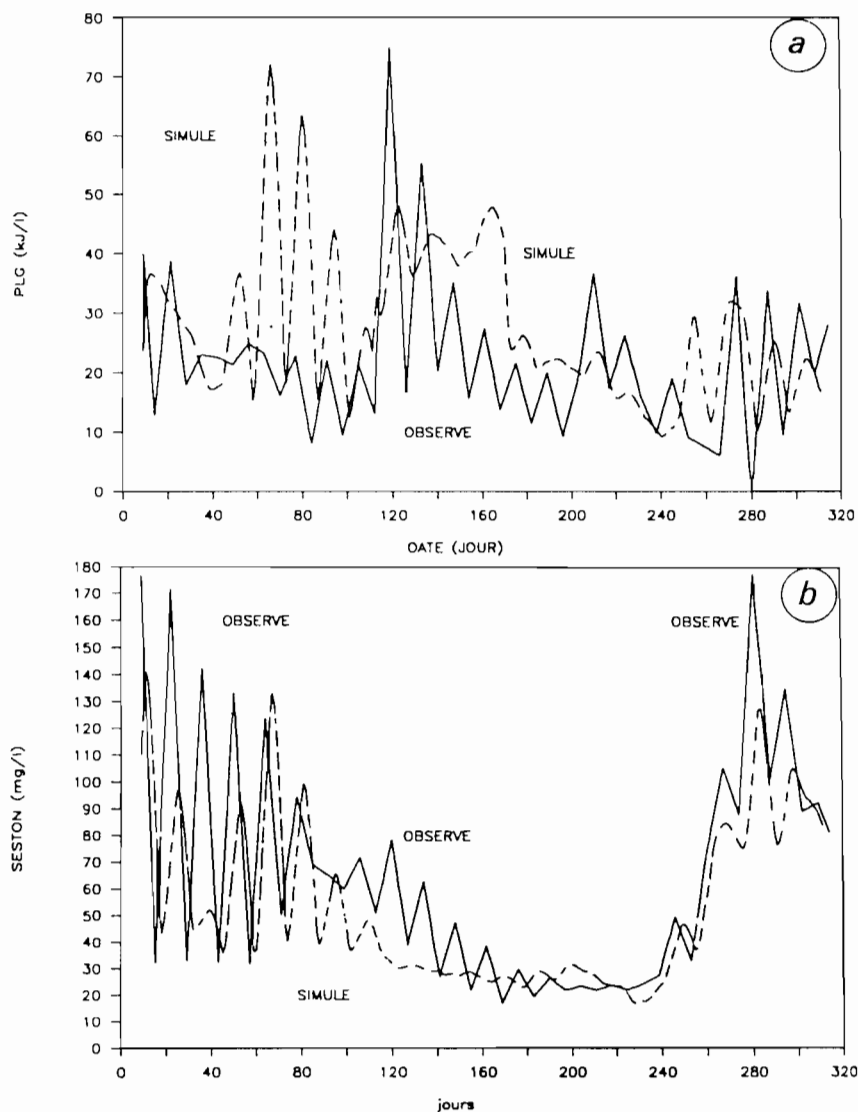 a
80
70
60
50
40
30
20
10
0
PLG (kJ/l)
SIMULE
SIMULE
OBSERVE
0 40 80 120 160 200 240 280 320
OATE (JOUR)
b
180
170
160
150
140
130
120
110
100
90
80
70
60
50
40
30
20
10
0
SESTON (mg/l)
OBSERVE
OBSERVE
OBSERVE
SIMULE
0 40 80 120 160 200 240 280 320
jours